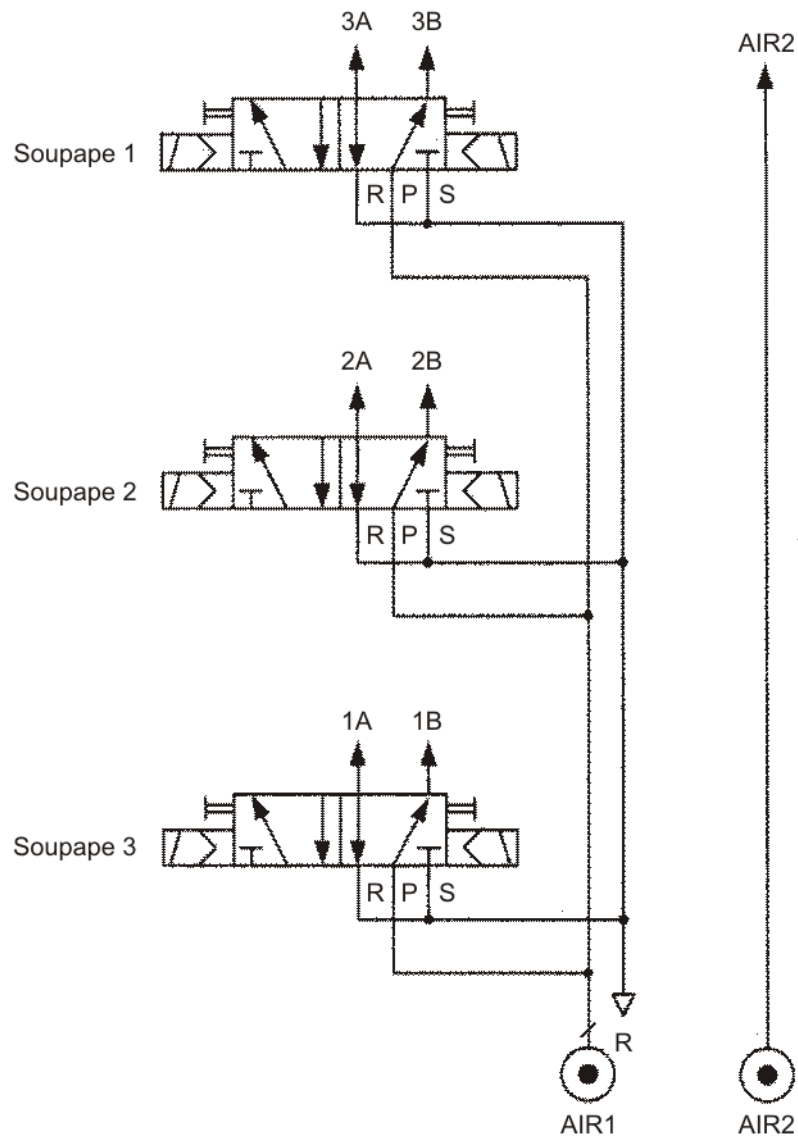 3A 3B
AIR2
Soupape 1
R P S
2A 2B
Soupape 2
R P S
1A 1B
Soupape 3
R P S
R
AIR1 AIR2